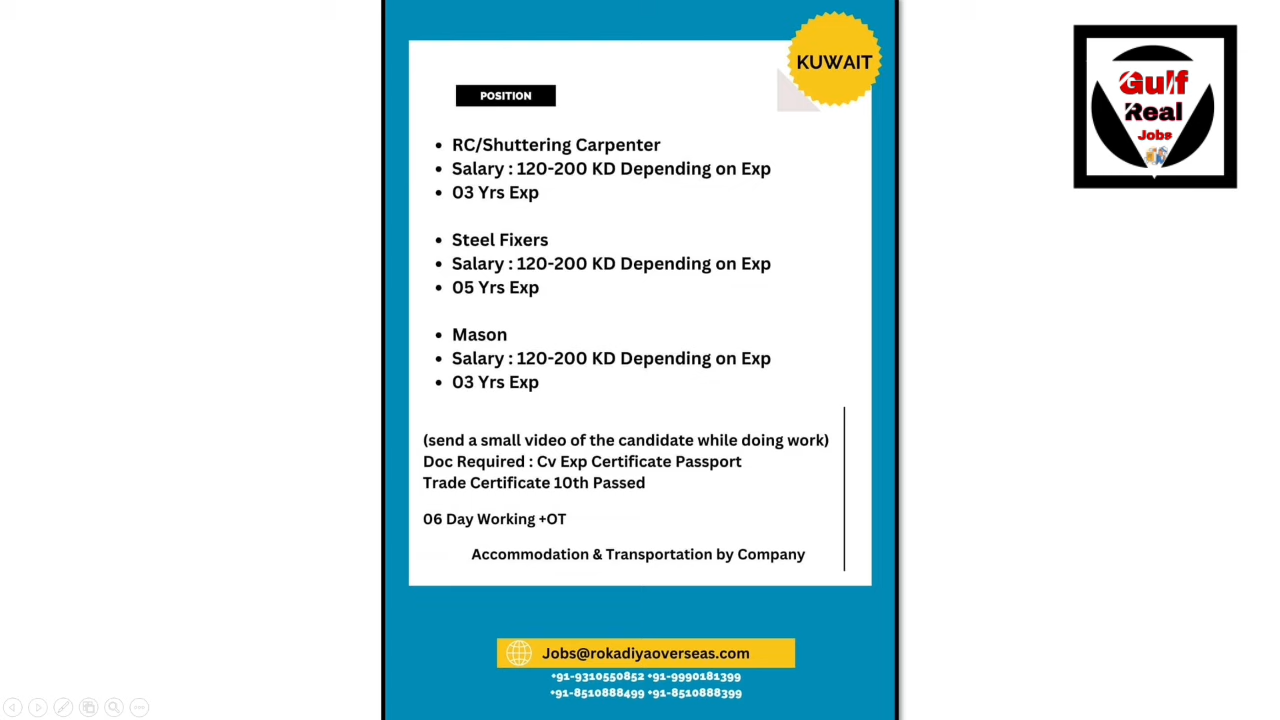 KUWAIT
Gulf
Real
Jobs
POSITION
• RC/Shuttering Carpenter
• Salary : 120-200 KD Depending on Exp
• 03 Yrs Exp
• Steel Fixers
• Salary : 120-200 KD Depending on Exp
• 05 Yrs Exp
• Mason
• Salary : 120-200 KD Depending on Exp
• 03 Yrs Exp
(send a small video of the candidate while doing work)
Doc Required : Cv Exp Certificate Passport
Trade Certificate 10th Passed
06 Day Working +OT
Accommodation & Transportation by Company
Jobs@rokadiyaoverseas.com
+91-9310550852 +91-9990181399
+91-8510888499 +91-8510888399